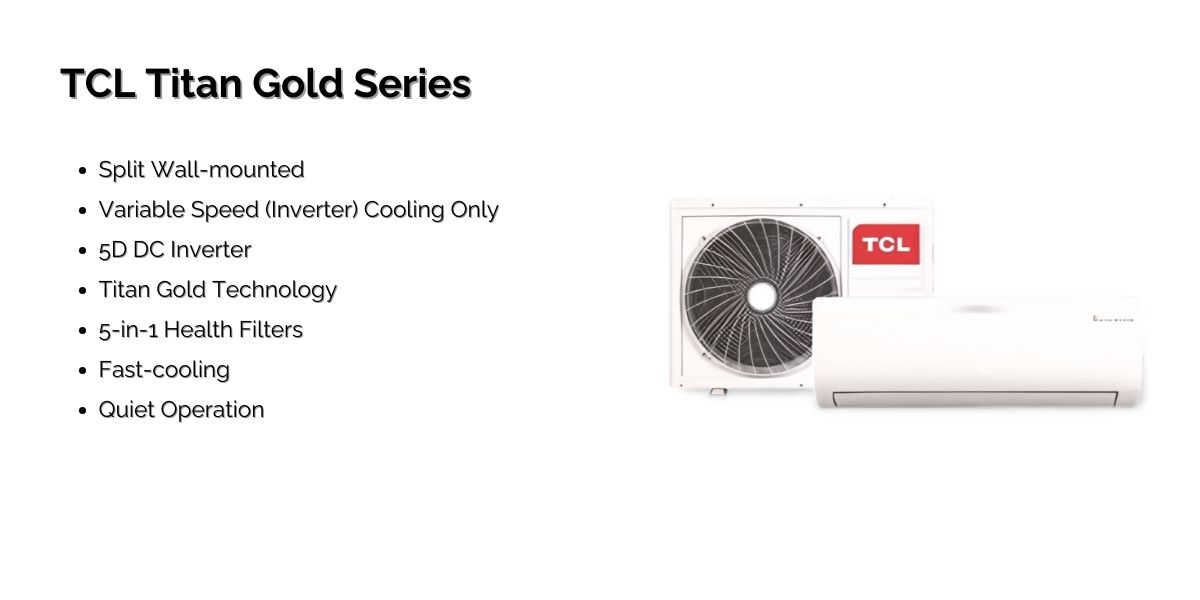 TCL Titan Gold Series
• Split Wall-mounted
• Variable Speed (Inverter) Cooling Only
• 5D DC Inverter
• Titan Gold Technology
• 5-in-1 Health Filters
• Fast-cooling
• Quiet Operation
TCL